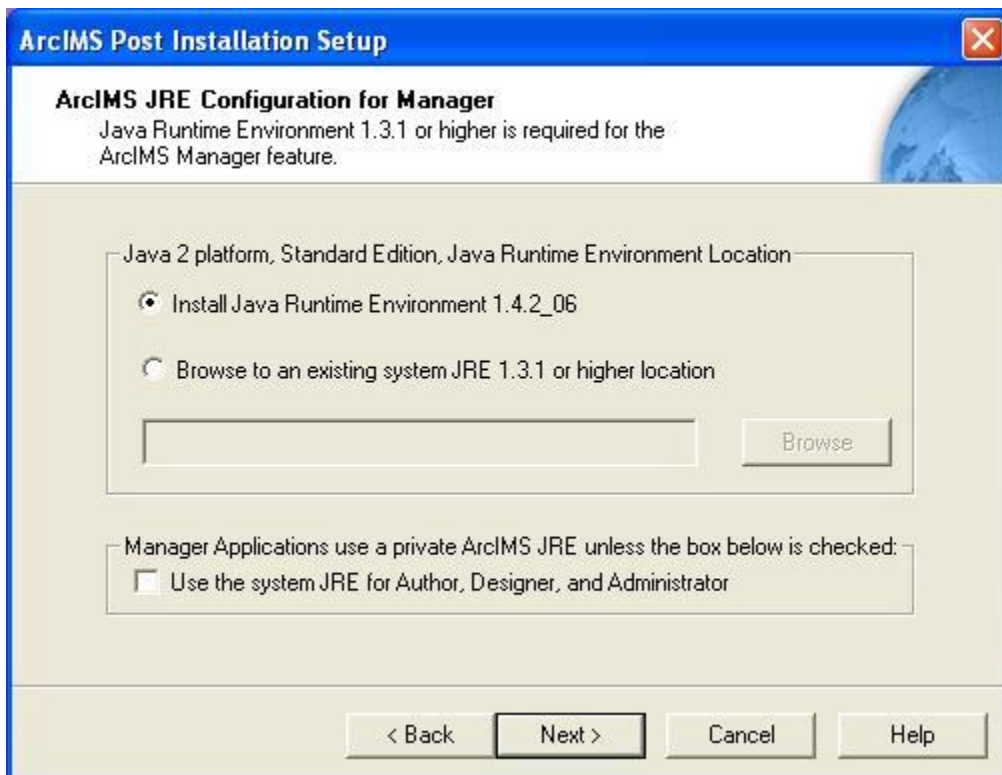 ArcIMS Post Installation Setup
ArcIMS JRE Configuration for Manager
Java Runtime Environment 1.3.1 or higher is required for the
ArcIMS Manager feature.
Java 2 platform, Standard Edition, Java Runtime Environment Location
Install Java Runtime Environment 1.4.2_06
Browse to an existing system JRE 1.3.1 or higher location
Browse
Manager Applications use a private ArcIMS JRE unless the box below is checked:
Use the system JRE for Author, Designer, and Administrator
< Back
Next >
Cancel
Help